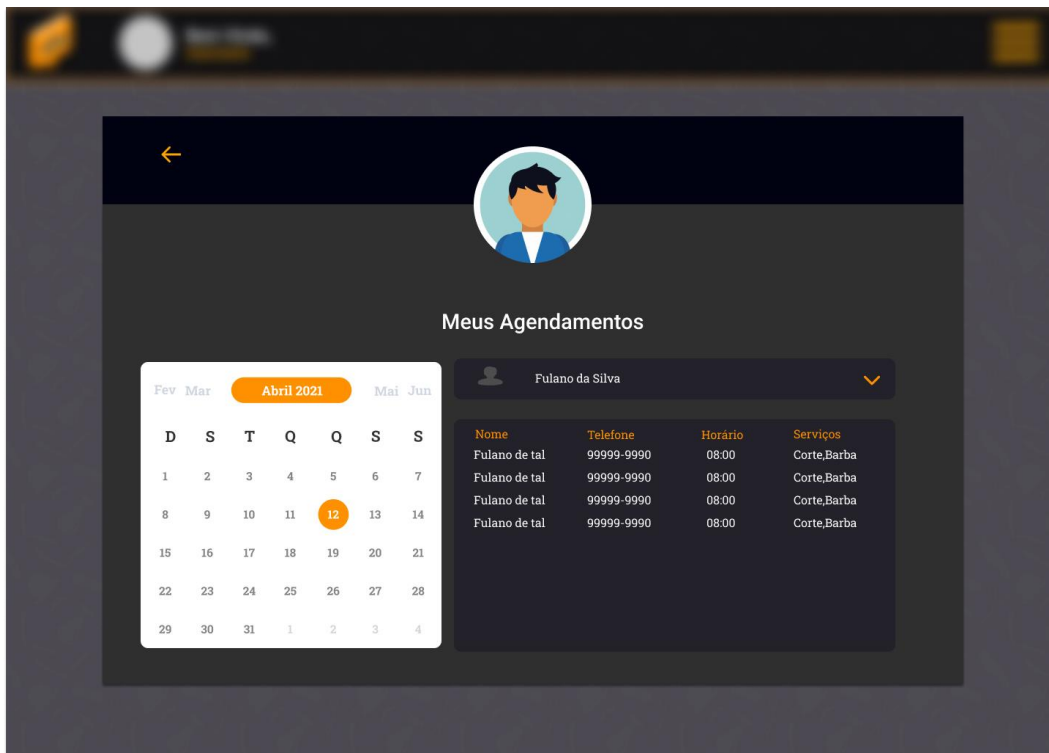 Meus Agendamentos
Fev Mar Abril 2021 Mai Jun
D S T Q Q S S
1 2 3 4 5 6 7
8 9 10 11 12 13 14
15 16 17 18 19 20 21
22 23 24 25 26 27 28
29 30 31 1 2 3 4
Fulano da Silva
Nome Telefone Horário Serviços
Fulano de tal 99999-9990 08:00 Corte,Barba
Fulano de tal 99999-9990 08:00 Corte,Barba
Fulano de tal 99999-9990 08:00 Corte,Barba
Fulano de tal 99999-9990 08:00 Corte,Barba